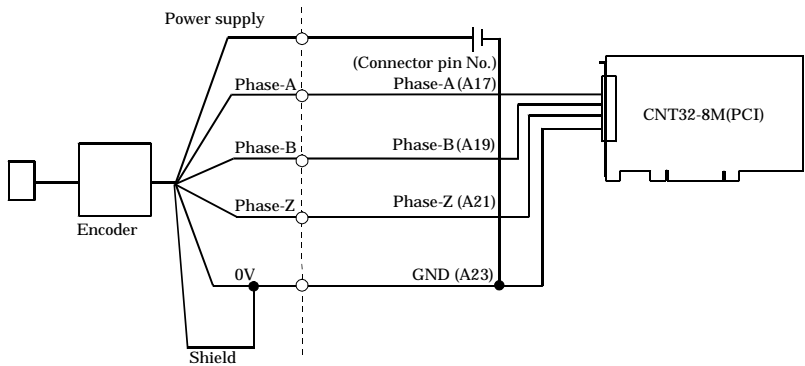 Power supply
(Connector pin No.)
Phase-A
Phase-A (A17)
CNT32-8M(PCI)
Phase-B
Phase-B (A19)
Phase-Z
Phase-Z (A21)
Encoder
0V
GND (A23)
Shield